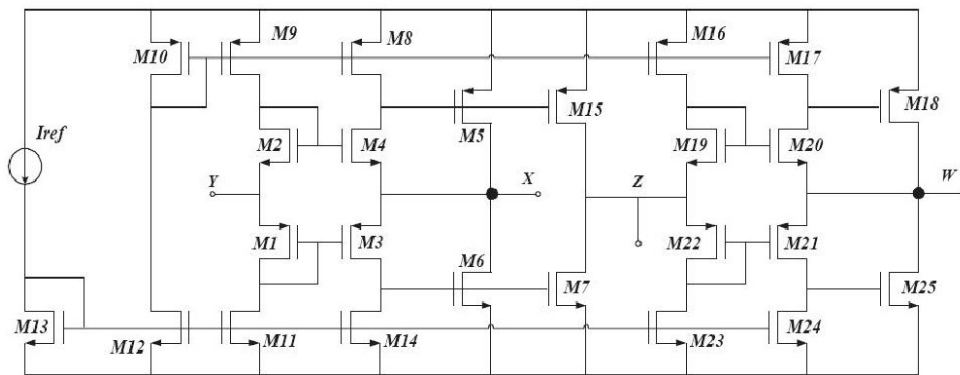 M9 M8 M16
M10 M17
M18
M5 M15
Iref M2 M4 M19 M20
Y X Z W
M1 M3 M22 M21
M6
M7 M25
M13 M12 M11 M14 M23 M24